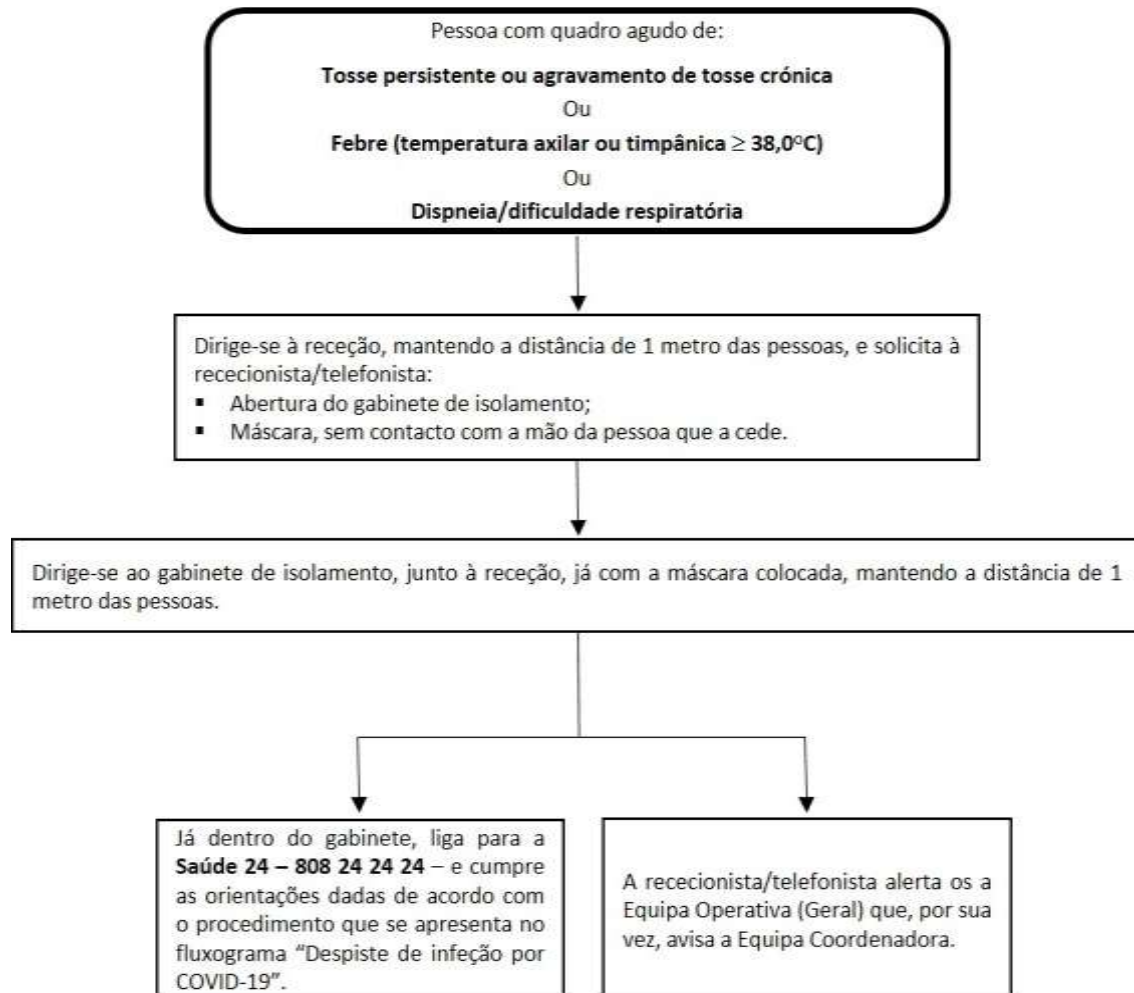 Pessoa com quadro agudo de:
Tosse persistente ou agravamento de tosse crónica
Ou
Febre (temperatura axilar ou timpânica ≥ 38,0ºC)
Ou
Dispneia/dificuldade respiratória
Dirige-se à receção, mantendo a distância de 1 metro das pessoas, e solicita à
rececionista/telefonista:
▪ Abertura do gabinete de isolamento;
▪ Máscara, sem contacto com a mão da pessoa que a cede.
Dirige-se ao gabinete de isolamento, junto à receção, já com a máscara colocada, mantendo a distância de 1
metro das pessoas.
Já dentro do gabinete, liga para a
Saúde 24 – 808 24 24 24 – e cumpre
as orientações dadas de acordo com
o procedimento que se apresenta no
fluxograma “Despiste de infeção por
COVID-19”.
A rececionista/telefonista alerta os a
Equipa Operativa (Geral) que, por sua
vez, avisa a Equipa Coordenadora.